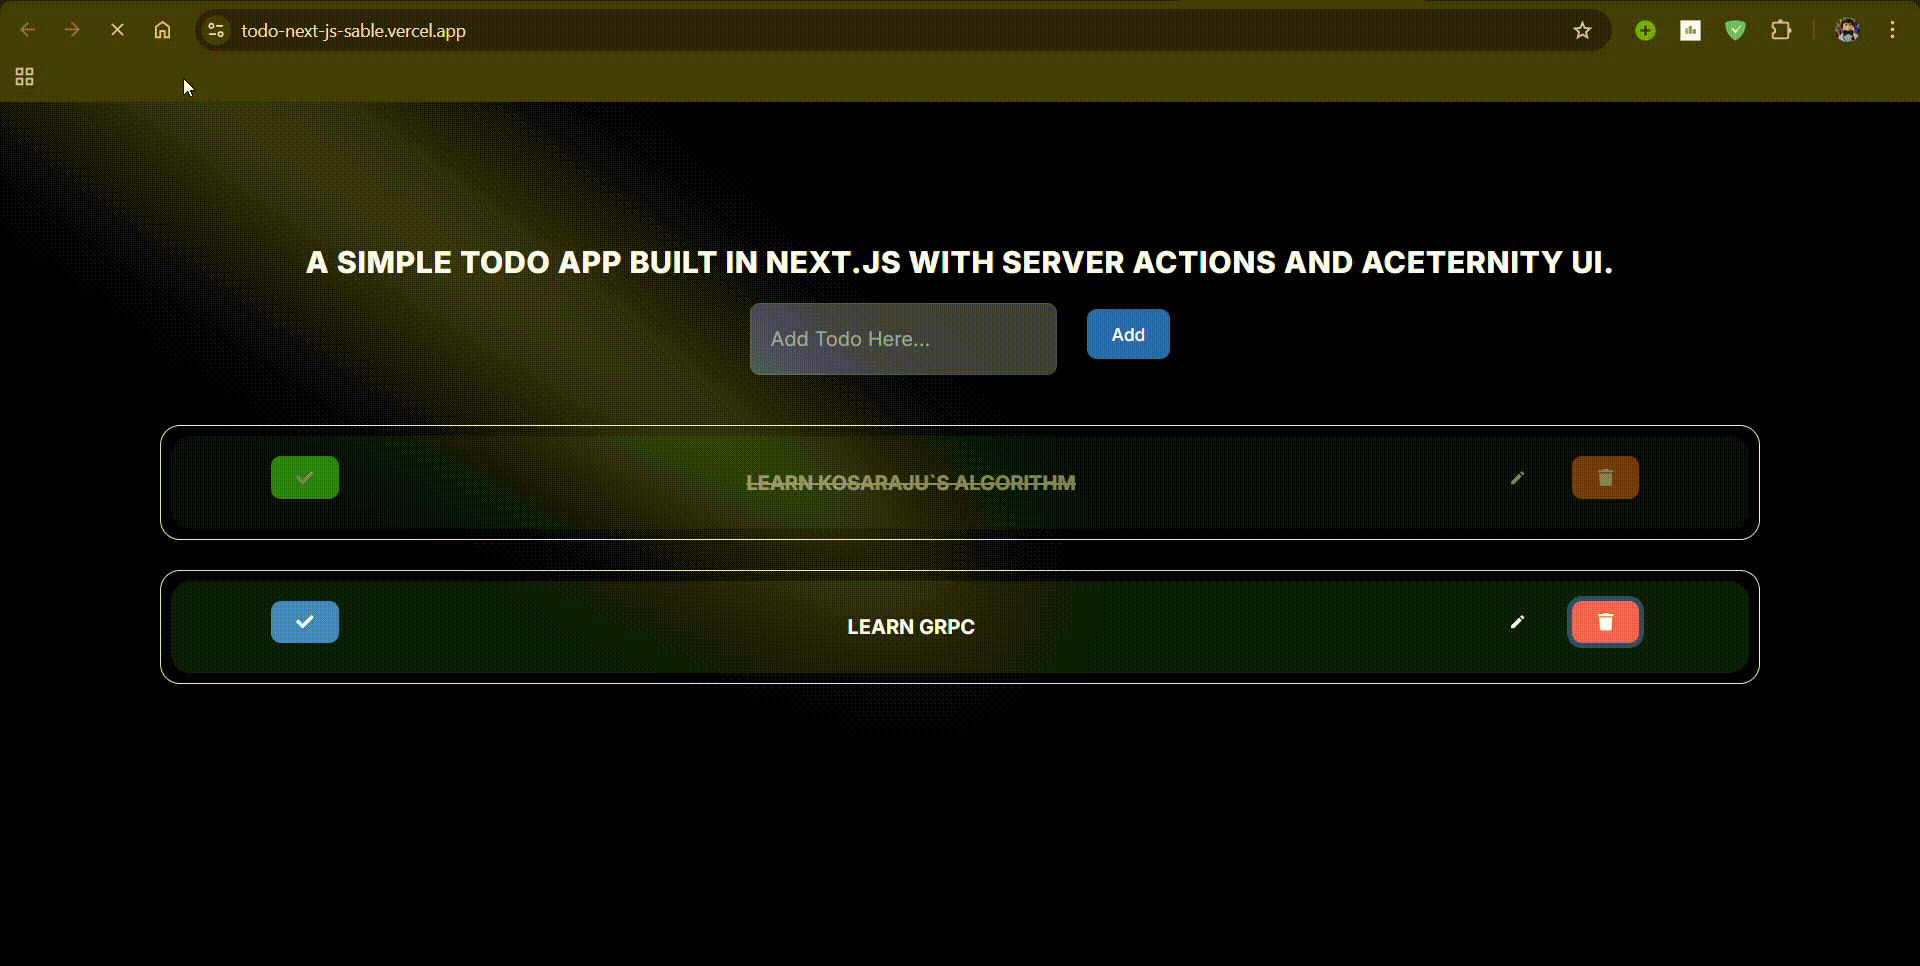 todo-next-js-sable.vercel.app
A SIMPLE TODO APP BUILT IN NEXT.JS WITH SERVER ACTIONS AND ACETERNITY UI.
Add Todo Here...
Add
LEARN KOSARAJU`S ALGORITHM
LEARN GRPC